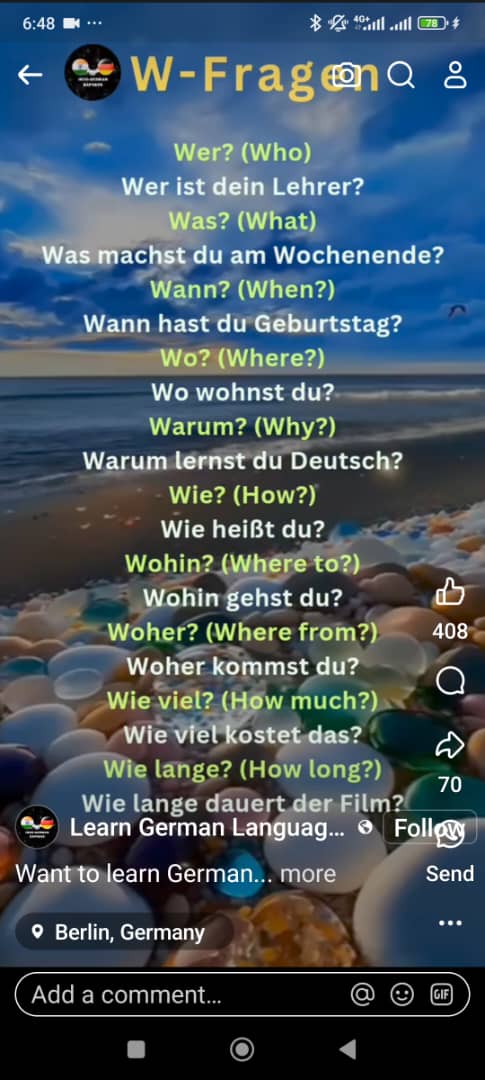 6:48
4G+
78
W-Fragen
Wer? (Who)
Wer ist dein Lehrer?
Was? (What)
Was machst du am Wochenende?
Wann? (When?)
Wann hast du Geburtstag?
Wo? (Where?)
Wo wohnst du?
Warum? (Why?)
Warum lernst du Deutsch?
Wie? (How?)
Wie heißt du?
Wohin? (Where to?)
Wohin gehst du?
Woher? (Where from?)
Woher kommst du?
Wie viel? (How much?)
Wie viel kostet das?
Wie lange? (How long?)
Wie lange dauert der Film?
408
70
Learn German Languag...
Follow
Want to learn German... more
Send
Berlin, Germany
Add a comment...
GIF